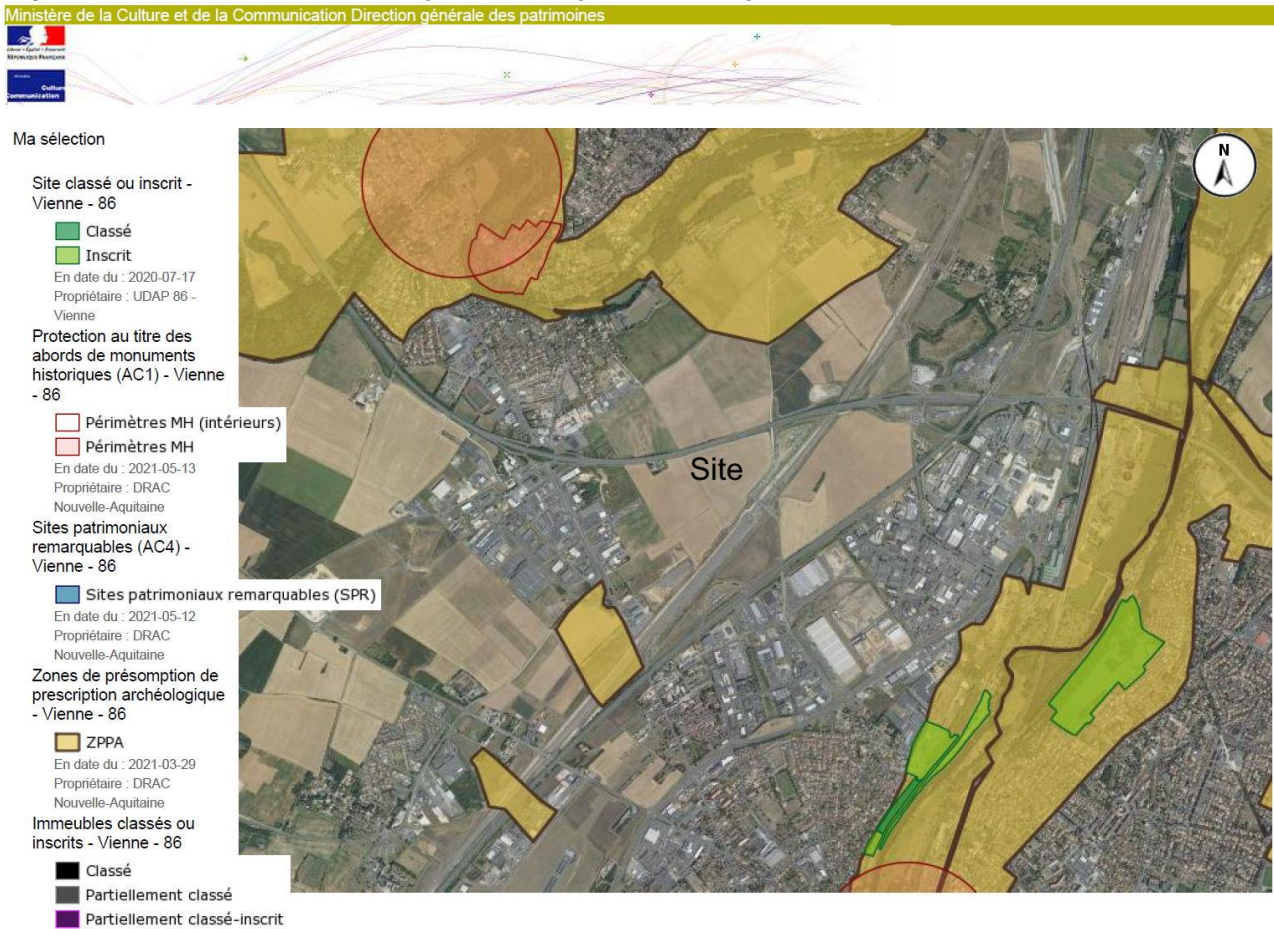 Ministère de la Culture et de la Communication Direction générale des patrimoines
RÉPUBLIQUE FRANÇAISE
Culture
Communication
Ma sélection
Site classé ou inscrit -
Vienne - 86
Classé
Inscrit
En date du : 2020-07-17
Propriétaire : UDAP 86 -
Vienne
Protection au titre des
abords de monuments
historiques (AC1) - Vienne
- 86
Périmètres MH (intérieurs)
Périmètres MH
En date du : 2021-05-13
Propriétaire : DRAC
Nouvelle-Aquitaine
Sites patrimoniaux
remarquables (AC4) -
Vienne - 86
Sites patrimoniaux remarquables (SPR)
En date du : 2021-05-12
Propriétaire : DRAC
Nouvelle-Aquitaine
Zones de présomption de
prescription archéologique
- Vienne - 86
ZPPA
En date du : 2021-03-29
Propriétaire : DRAC
Nouvelle-Aquitaine
Immeubles classés ou
inscrits - Vienne - 86
Classé
Partiellement classé
Partiellement classé-inscrit
N
Site